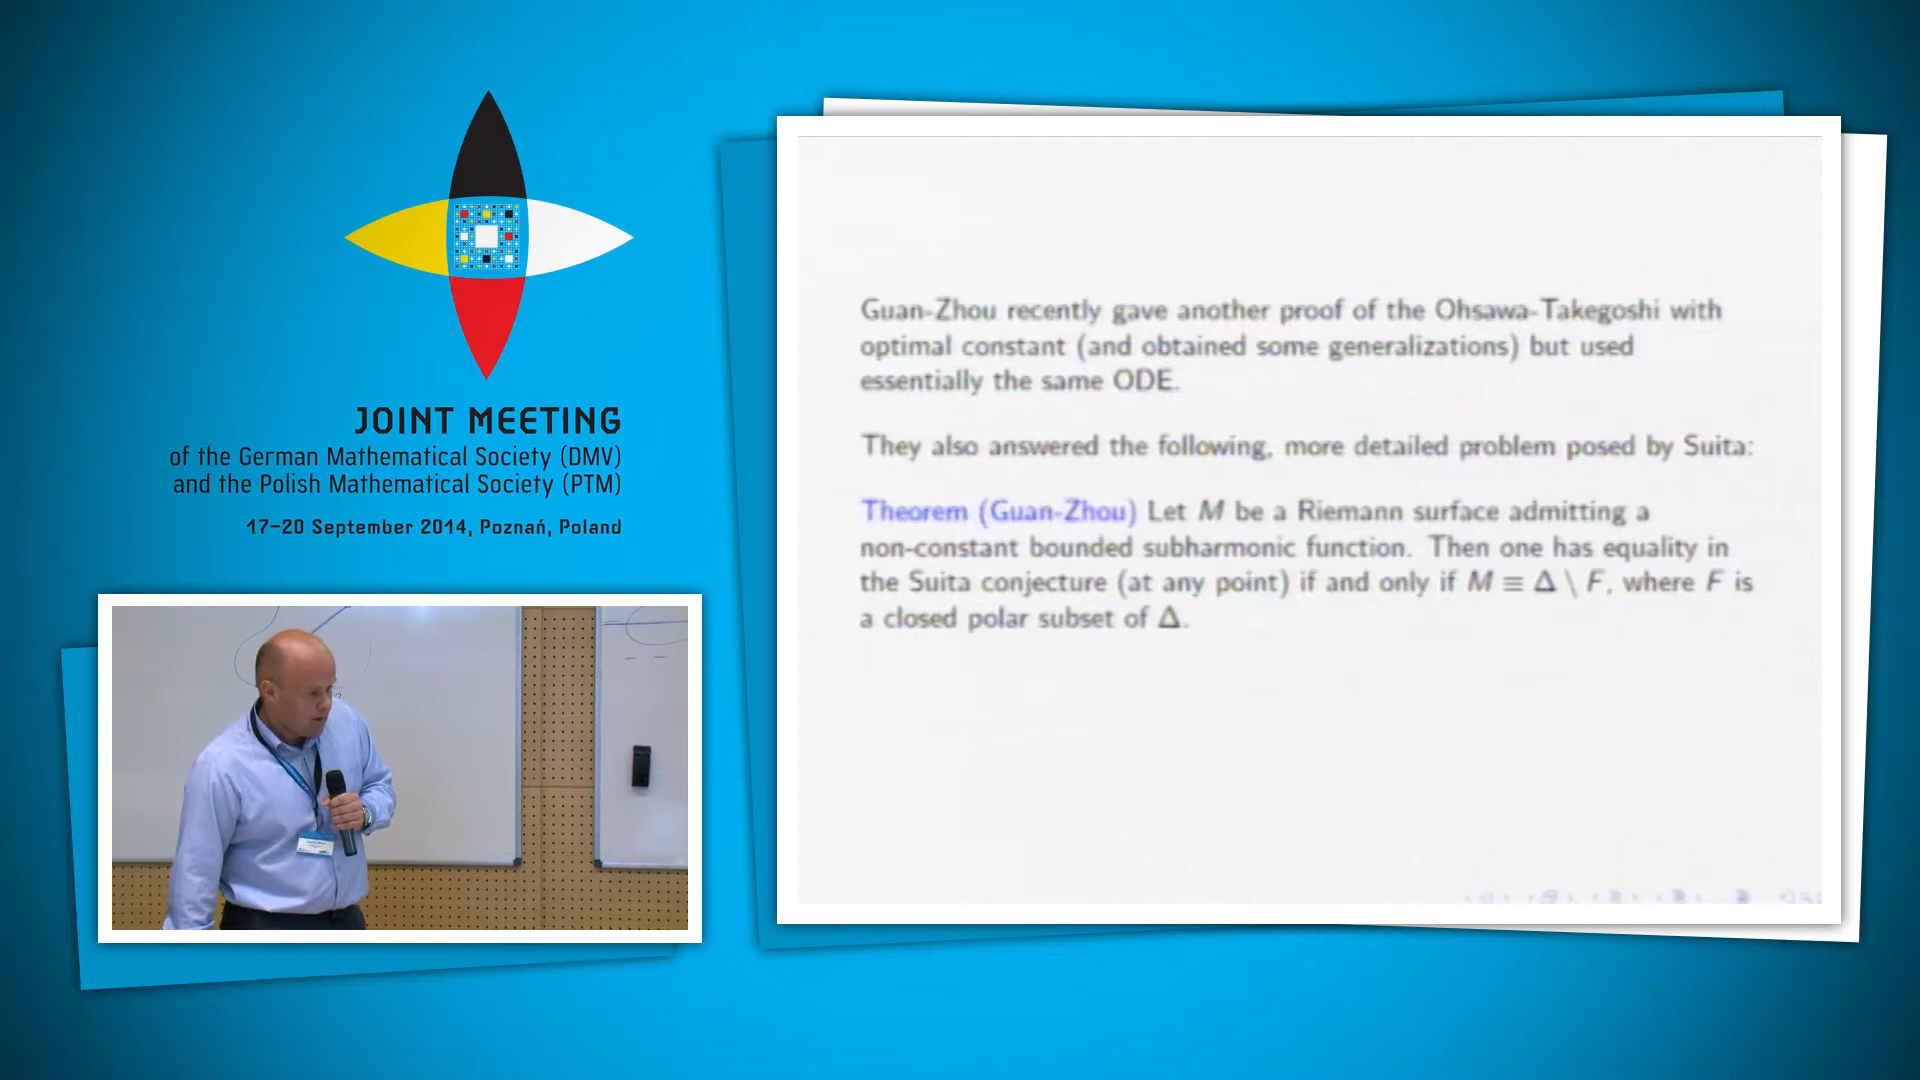 JOINT MEETING
of the German Mathematical Society (DMV)
and the Polish Mathematical Society (PTM)
17–20 September 2014, Poznań, Poland
Guan-Zhou recently gave another proof of the Ohsawa-Takegoshi with
optimal constant (and obtained some generalizations) but used
essentially the same ODE.
They also answered the following, more detailed problem posed by Suita:
Theorem (Guan-Zhou) Let M be a Riemann surface admitting a
non-constant bounded subharmonic function. Then one has equality in
the Suita conjecture (at any point) if and only if M ≡ Δ \ F, where F is
a closed polar subset of Δ.